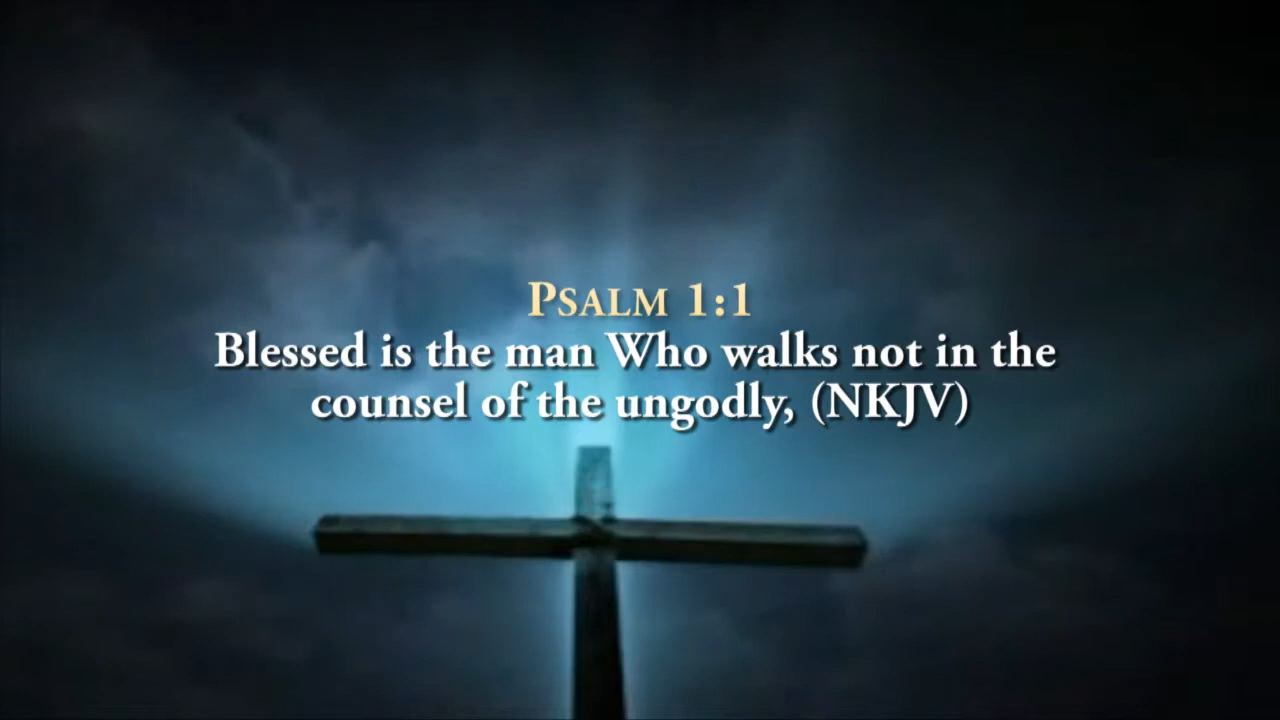 Psalm 1:1
Blessed is the man Who walks not in the
counsel of the ungodly, (NKJV)